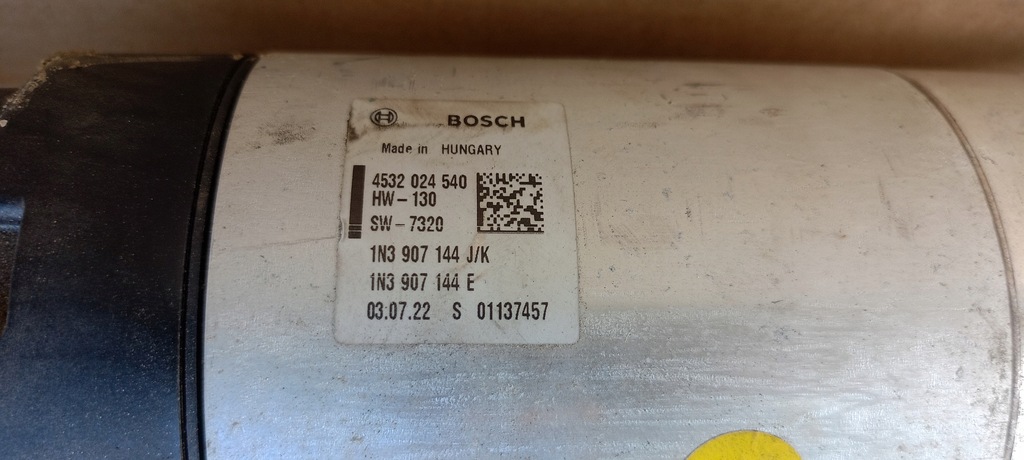 BOSCH
Made in HUNGARY
4532 024 540
HW-130
SW-7320
1N3 907 144 J/K
1N3 907 144 E
03.07.22 S 01137457